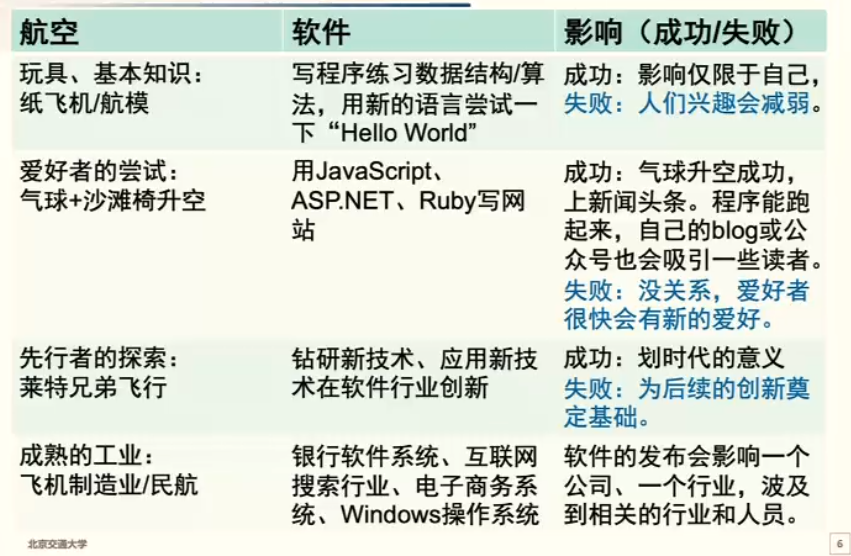 航空 软件 影响（成功/失败）
玩具、基本知识： 写程序练习数据结构/算 成功：影响仅限于自己，
纸飞机/航模 法，用新的语言尝试一 失败：人们兴趣会减弱。
下“Hello World”
爱好者的尝试： 用JavaScript、 成功：气球升空成功，
气球+沙滩椅升空 ASP.NET、Ruby写网 上新闻头条。程序能跑
站 起来，自己的blog或公
众号也会吸引一些读者。
失败：没关系，爱好者
很快会有新的爱好。
先行者的探索： 钻研新技术、应用新技 成功：划时代的意义
莱特兄弟飞行 术在软件行业创新 失败：为后续的创新奠
定基础。
成熟的工业： 银行软件系统、互联网 软件的发布会影响一个
飞机制造业/民航 搜索行业、电子商务系 公司、一个行业，波及
统、Windows操作系统 到相关的行业和人员。
北京交通大学 6